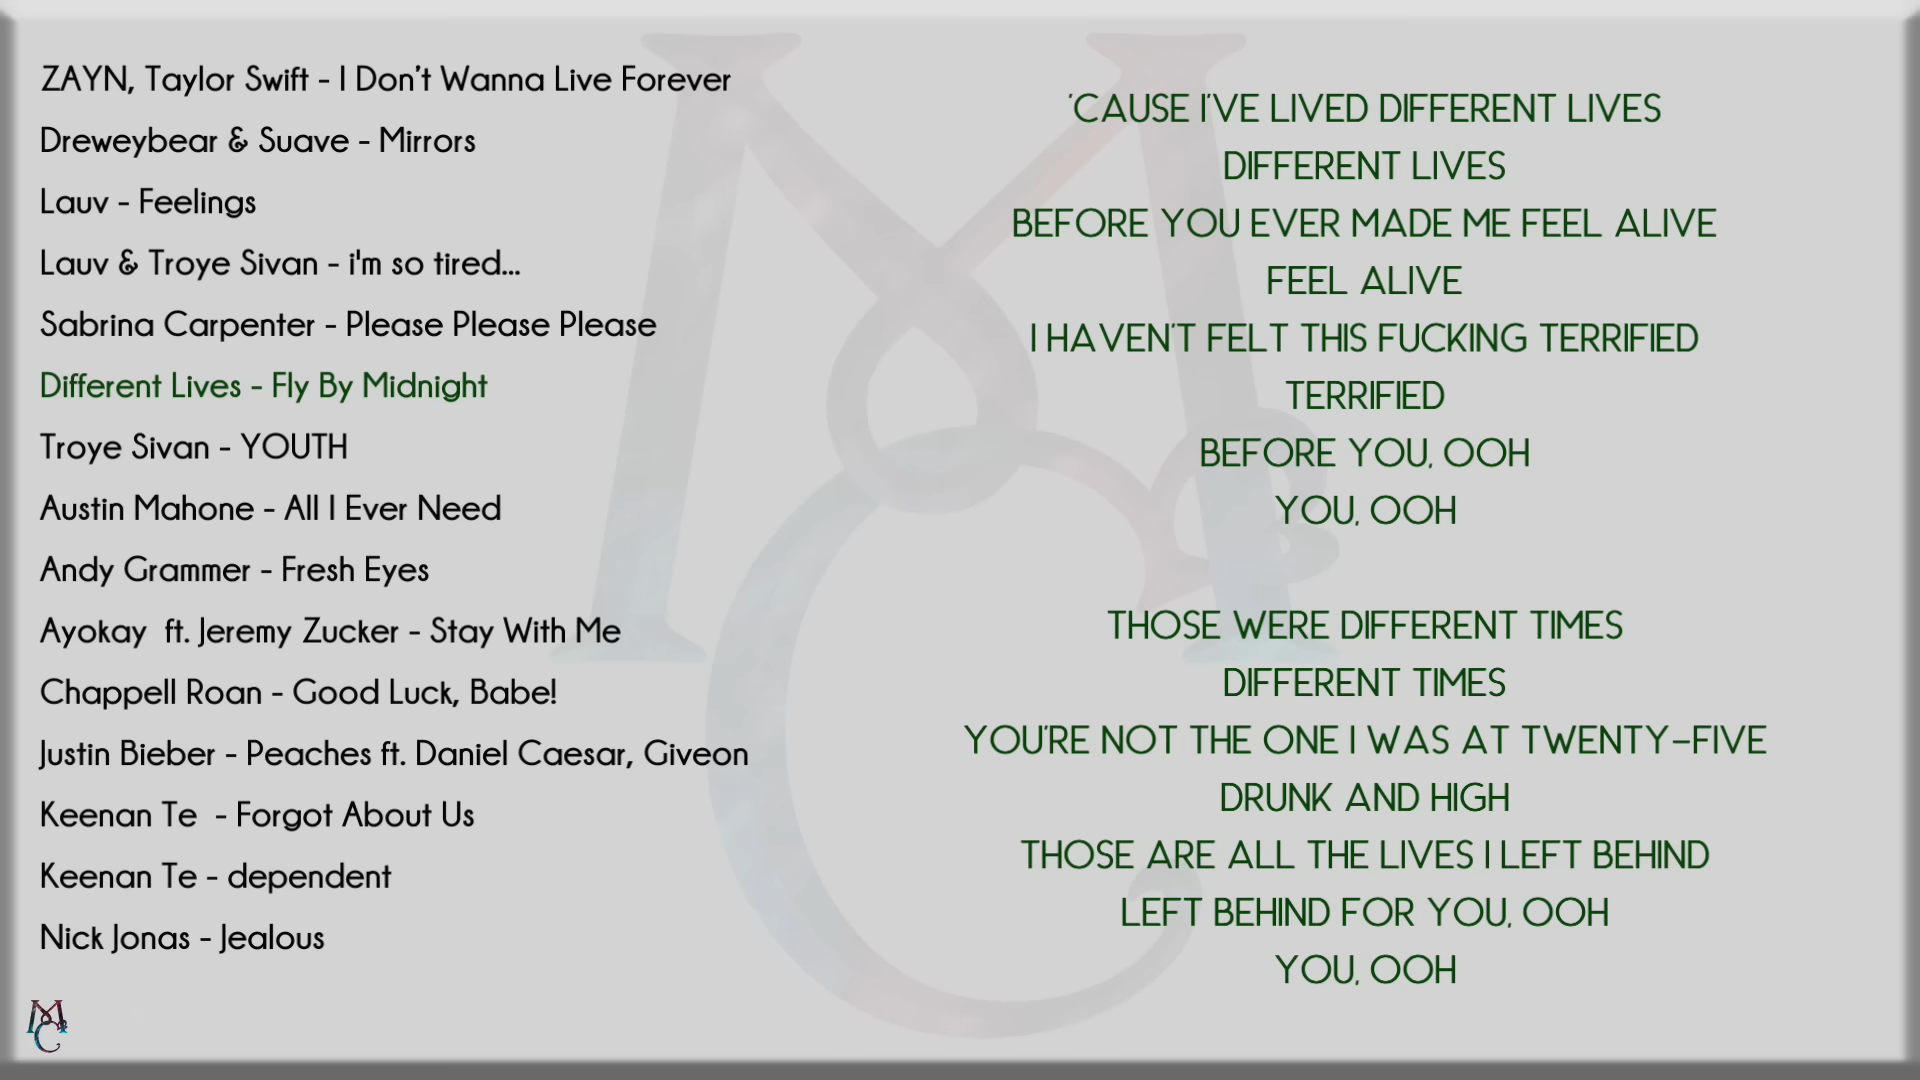 ZAYN, Taylor Swift - I Don't Wanna Live Forever
Dreweybear & Suave - Mirrors
Lauv - Feelings
Lauv & Troye Sivan - i'm so tired...
Sabrina Carpenter - Please Please Please
Different Lives - Fly By Midnight
Troye Sivan - YOUTH
Austin Mahone - All I Ever Need
Andy Grammer - Fresh Eyes
Ayokay  ft. Jeremy Zucker - Stay With Me
Chappell Roan - Good Luck, Babe!
Justin Bieber - Peaches ft. Daniel Caesar, Giveon
Keenan Te  - Forgot About Us
Keenan Te - dependent
Nick Jonas - Jealous
'CAUSE I'VE LIVED DIFFERENT LIVES
DIFFERENT LIVES
BEFORE YOU EVER MADE ME FEEL ALIVE
FEEL ALIVE
I HAVEN'T FELT THIS FUCKING TERRIFIED
TERRIFIED
BEFORE YOU, OOH
YOU, OOH
THOSE WERE DIFFERENT TIMES
DIFFERENT TIMES
YOU'RE NOT THE ONE I WAS AT TWENTY-FIVE
DRUNK AND HIGH
THOSE ARE ALL THE LIVES I LEFT BEHIND
LEFT BEHIND FOR YOU, OOH
YOU, OOH